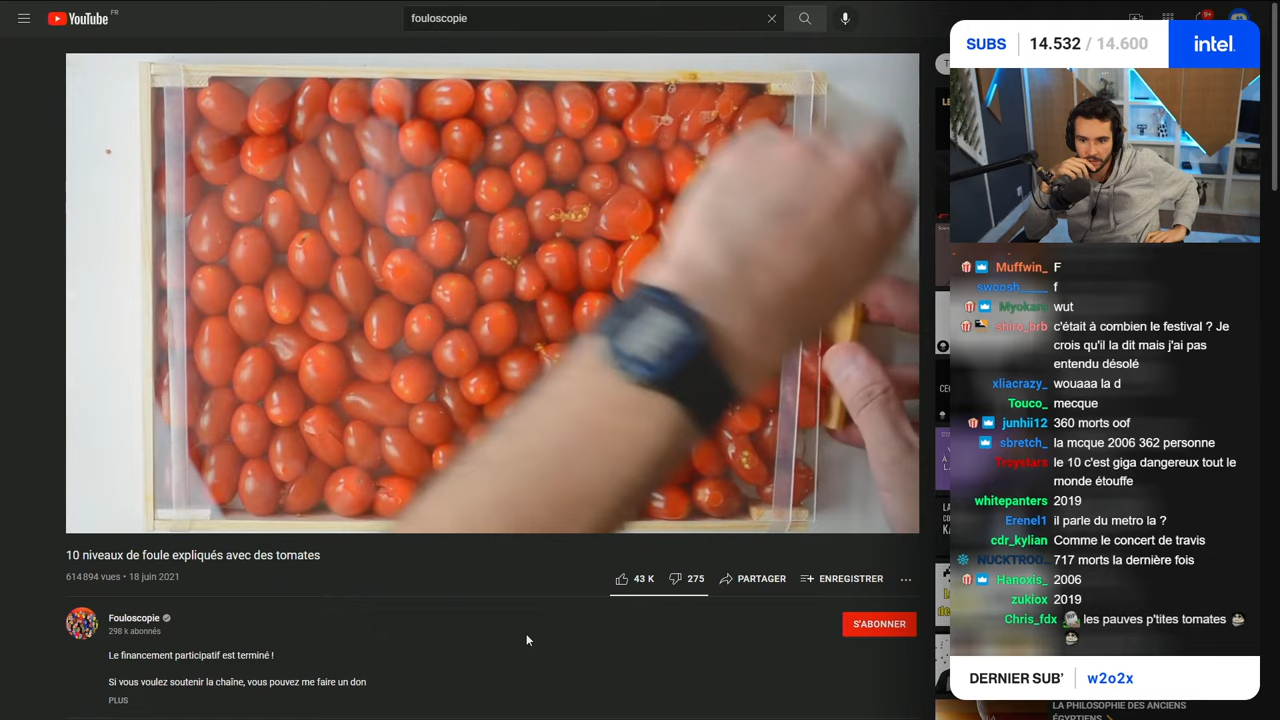 YouTube FR
fouloscopie
9+
SUBS 14.532 / 14.600 intel.
10 niveaux de foule expliqués avec des tomates
614 894 vues • 18 juin 2021
43 K 275 PARTAGER ENREGISTRER
Fouloscopie
298 k abonnés
S'ABONNER
Le financement participatif est terminé !
Si vous voulez soutenir la chaîne, vous pouvez me faire un don
PLUS
Muffwin_ F
swoosh_____ f
Myokara wut
shiro_brb c'était à combien le festival ? Je
crois qu'il la dit mais j'ai pas
entendu désolé
xliacrazy_ wouaaa la d
Touco_ mecque
junhii12 360 morts oof
sbretch_ la mcque 2006 362 personne
Troystars le 10 c'est giga dangereux tout le
monde étouffe
whitepanters 2019
Erenel1 il parle du metro la ?
cdr_kylian Comme le concert de travis
NUCKTROO... 717 morts la dernière fois
Hanoxis_ 2006
zukiox 2019
Chris_fdx les pauves p'tites tomates
DERNIER SUB' w2o2x
LA PHILOSOPHIE DES ANCIENS
ÉGYPTIENS